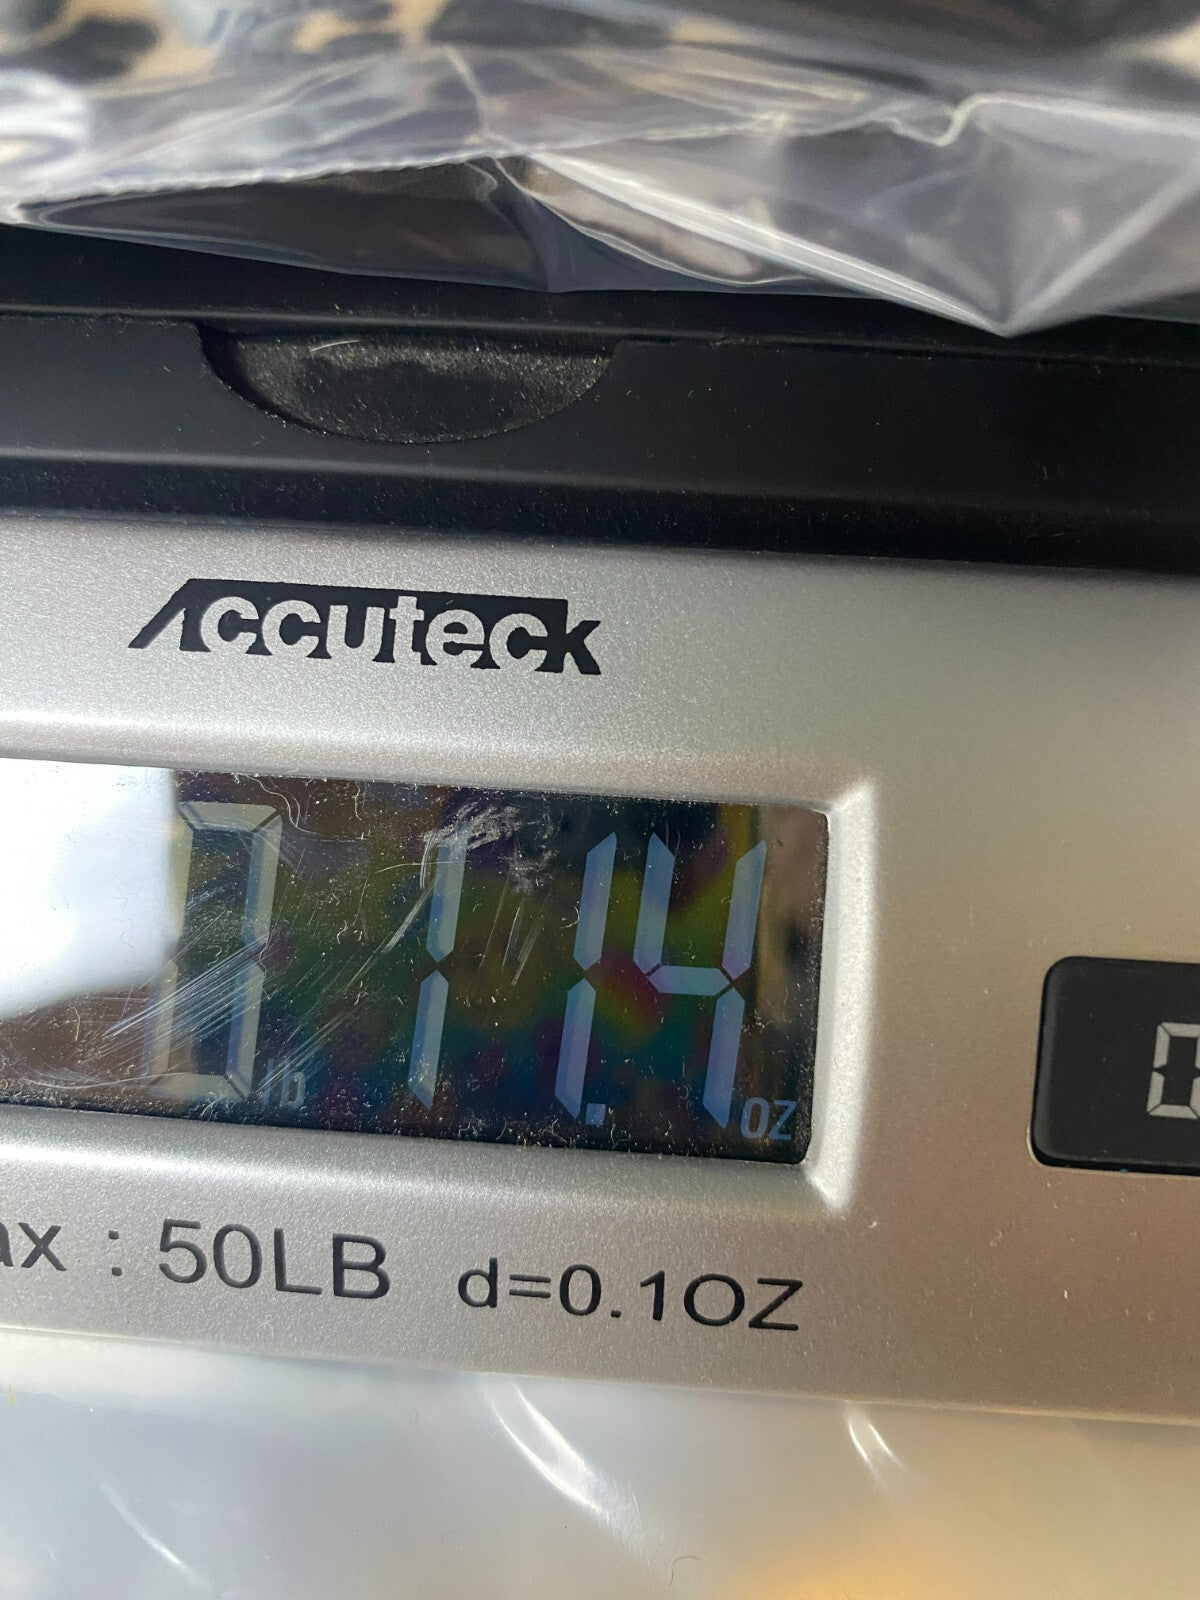 Accuteck
0 lb 11.4 oz
ax : 50LB d=0.1OZ